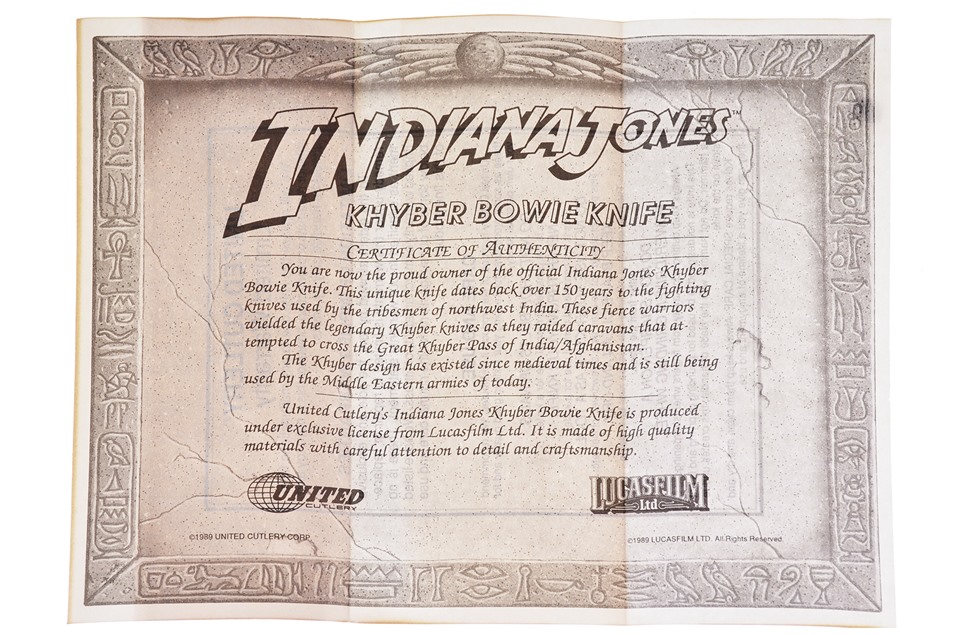 INDIANA JONES™
KHYBER BOWIE KNIFE
CERTIFICATE OF AUTHENTICITY
You are now the proud owner of the official Indiana Jones Khyber
Bowie Knife. This unique knife dates back over 150 years to the fighting
knives used by the tribesmen of northwest India. These fierce warriors
wielded the legendary Khyber knives as they raided caravans that at-
tempted to cross the Great Khyber Pass of India/Afghanistan.
The Khyber design has existed since medieval times and is still being
used by the Middle Eastern armies of today.
United Cutlery's Indiana Jones Khyber Bowie Knife is produced
under exclusive license from Lucasfilm Ltd. It is made of high quality
materials with careful attention to detail and craftsmanship.
UNITED
CUTLERY
LUCASFILM
Ltd
©1989 UNITED CUTLERY CORP.
©1989 LUCASFILM LTD. All Rights Reserved